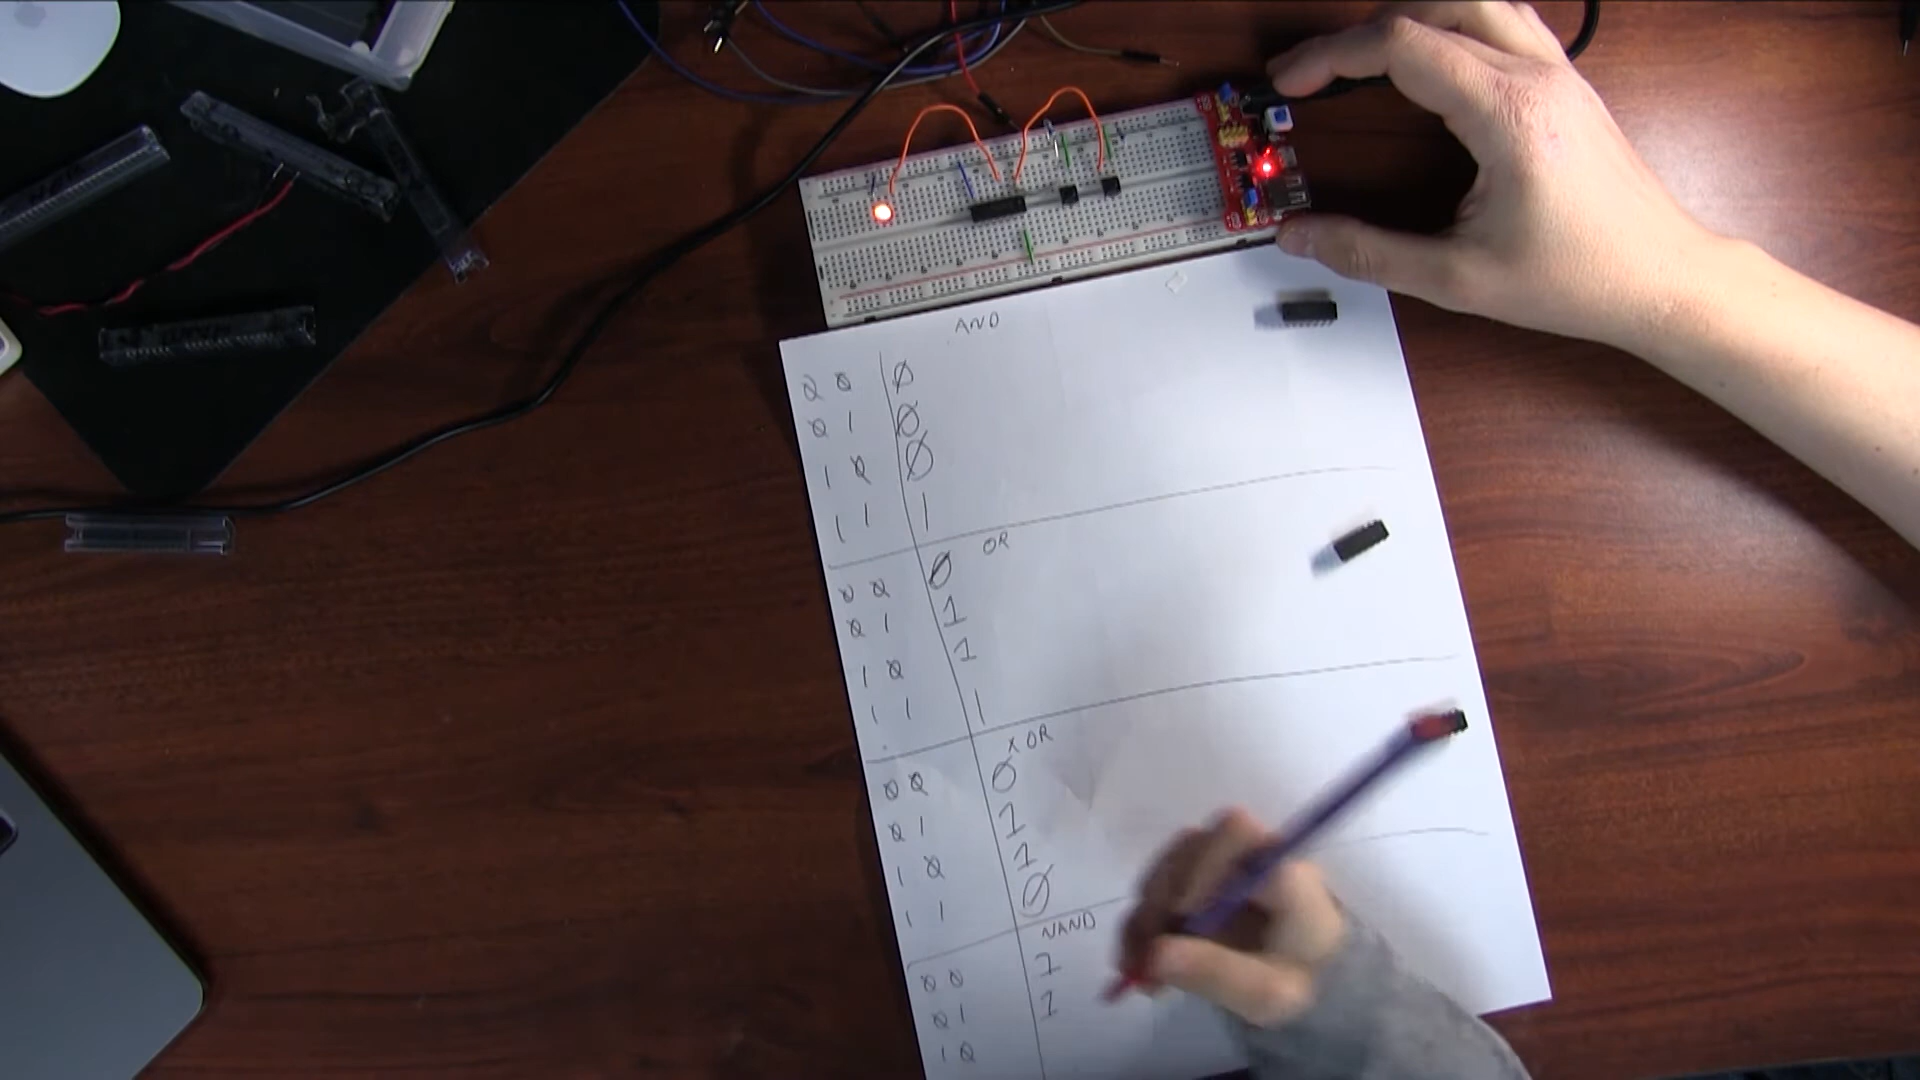 AND
0 0 0
0 1 0
1 0 0
1 1 1
OR
0 0 0
0 1 1
1 0 1
1 1 1
XOR
0 0 0
0 1 1
1 0 1
1 1 0
NAND
0 0 1
0 1 1
1 0